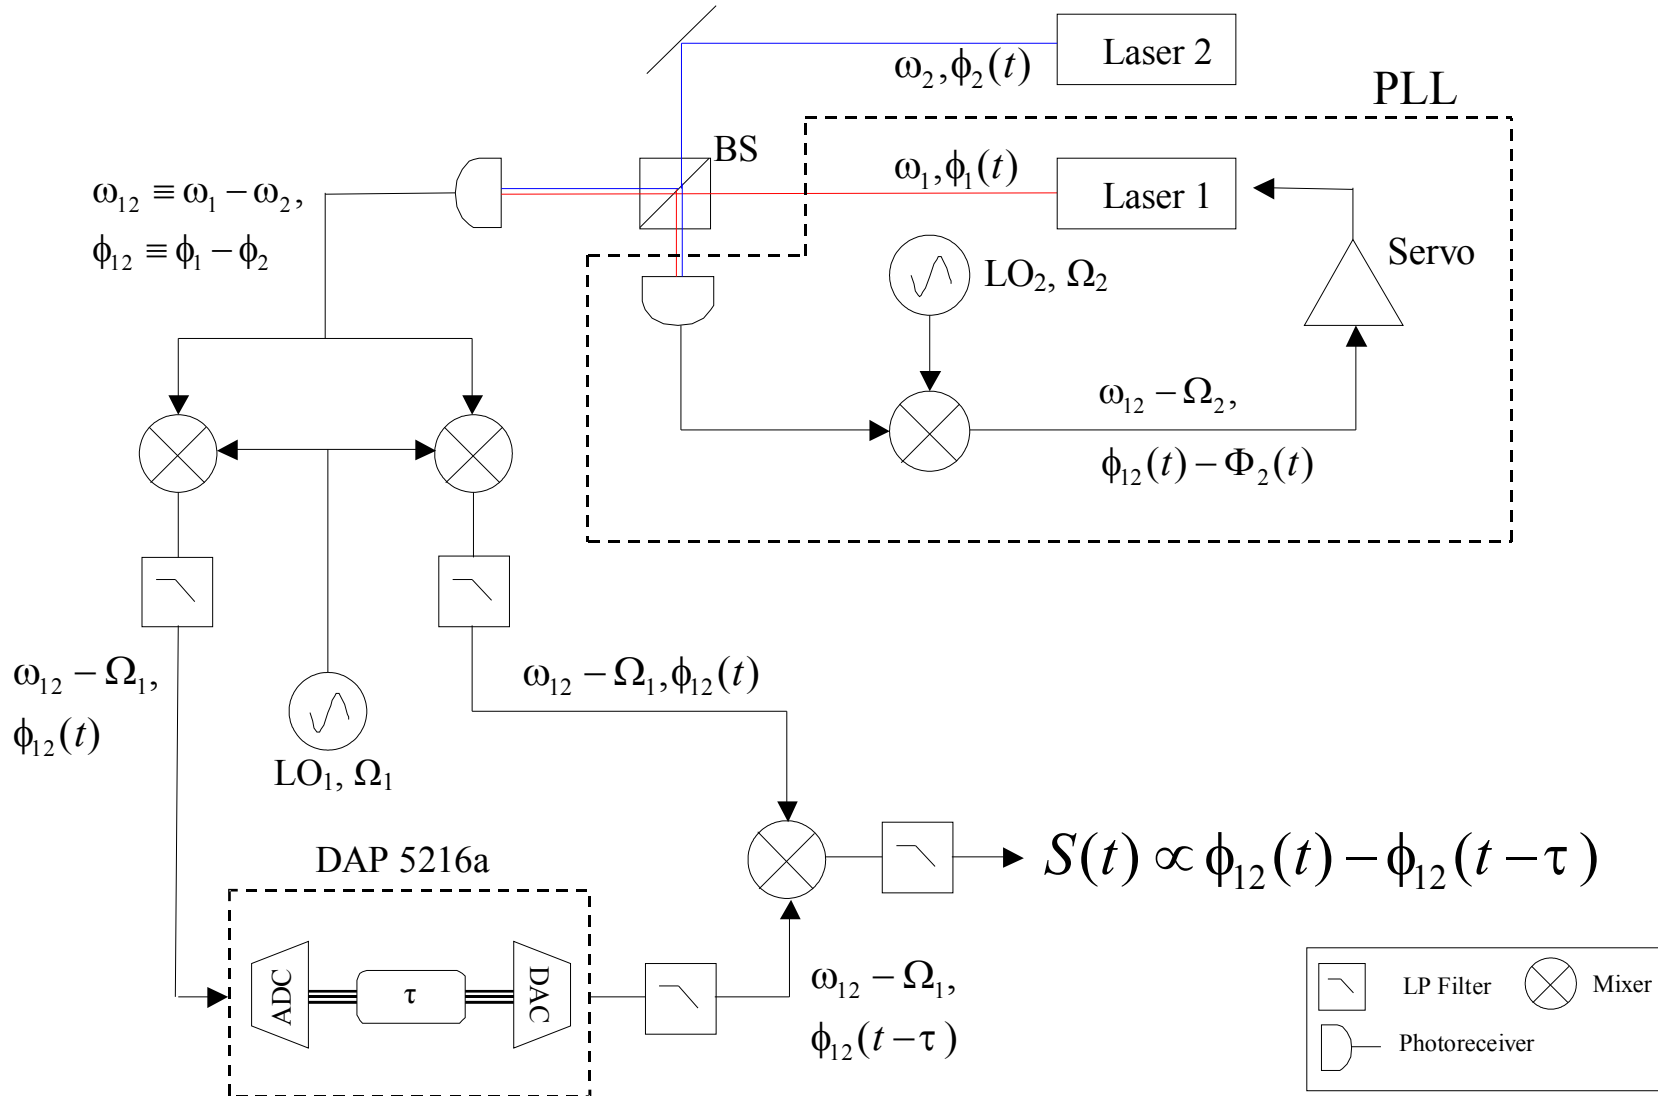 Laser 2
ω₂,ϕ₂(t)
PLL
BS
ω₁,ϕ₁(t)
Laser 1
ω₁₂ ≡ ω₁ − ω₂,
ϕ₁₂ ≡ ϕ₁ − ϕ₂
LO₂, Ω₂
Servo
ω₁₂ − Ω₂,
ϕ₁₂(t) − Φ₂(t)
ω₁₂ − Ω₁,
ϕ₁₂(t)
ω₁₂ − Ω₁,ϕ₁₂(t)
LO₁, Ω₁
DAP 5216a
S(t) ∝ ϕ₁₂(t) − ϕ₁₂(t − τ)
ADC
τ
DAC
ω₁₂ − Ω₁,
ϕ₁₂(t − τ)
LP Filter
Mixer
Photoreceiver